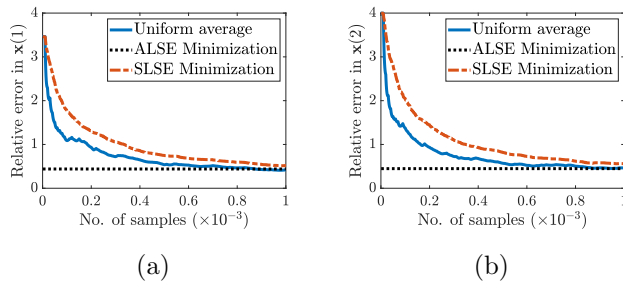 Relative error in x(1)
4
3
2
1
0
Uniform average
ALSE Minimization
SLSE Minimization
0
0.2
0.4
0.6
0.8
1
No. of samples (×10⁻³)
(a)
Relative error in x(2)
4
3
2
1
0
Uniform average
ALSE Minimization
SLSE Minimization
0
0.2
0.4
0.6
0.8
1
No. of samples (×10⁻³)
(b)